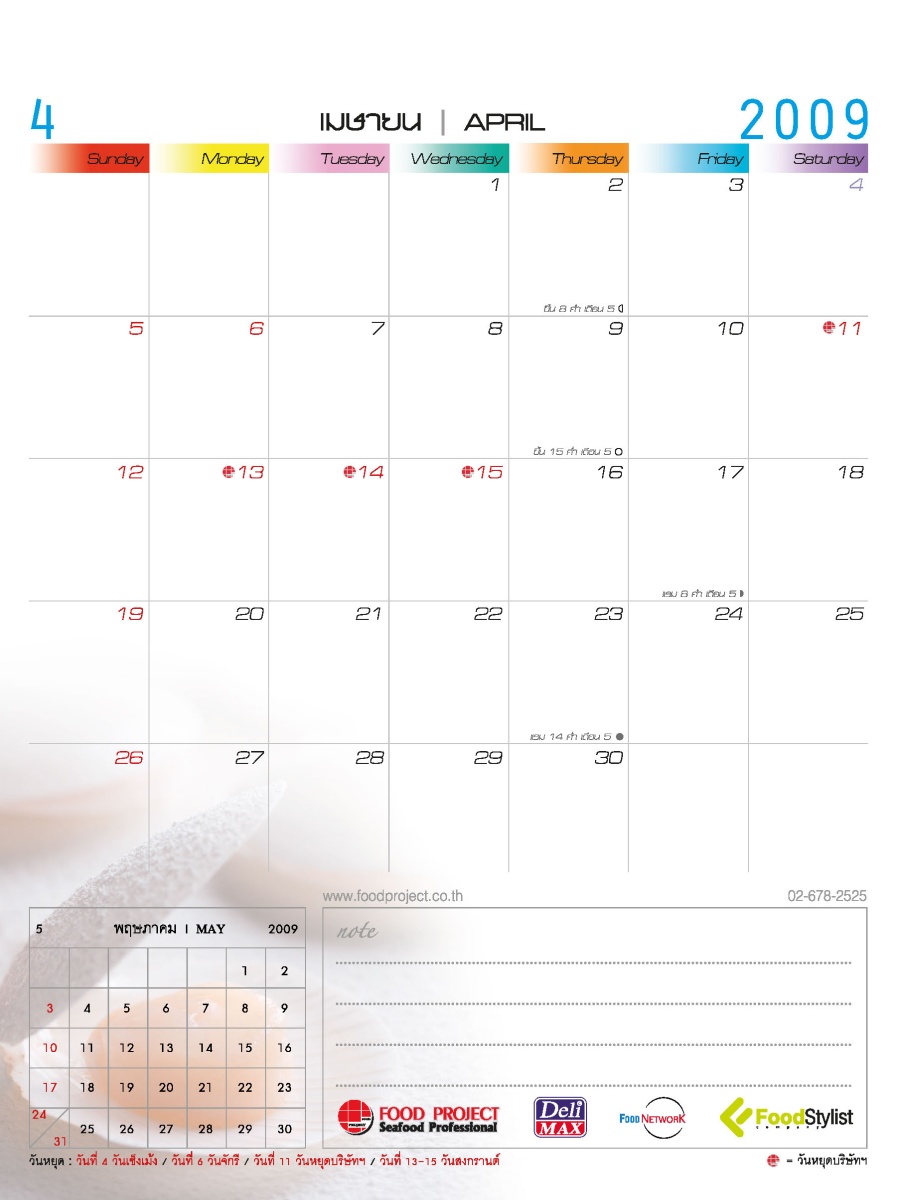 4 เมษายน | APRIL 2009
Sunday Monday Tuesday Wednesday Thursday Friday Saturday
1 2 3 4
ขึ้น 8 ค่ำ เดือน 5
5 6 7 8 9 10 11
ขึ้น 15 ค่ำ เดือน 5
12 13 14 15 16 17 18
แรม 8 ค่ำ เดือน 5
19 20 21 22 23 24 25
แรม 14 ค่ำ เดือน 5
26 27 28 29 30
www.foodproject.co.th 02-678-2525
5 พฤษภาคม | MAY 2009
1 2
3 4 5 6 7 8 9
10 11 12 13 14 15 16
17 18 19 20 21 22 23
24/31 25 26 27 28 29 30
note
FOOD PROJECT
Seafood Professional
Deli
MAX
FOOD NETWORK
FoodStylist
company
วันหยุด : วันที่ 4 วันเช็งเม้ง / วันที่ 6 วันจักรี / วันที่ 11 วันหยุดบริษัทฯ / วันที่ 13-15 วันสงกรานต์
= วันหยุดบริษัทฯ